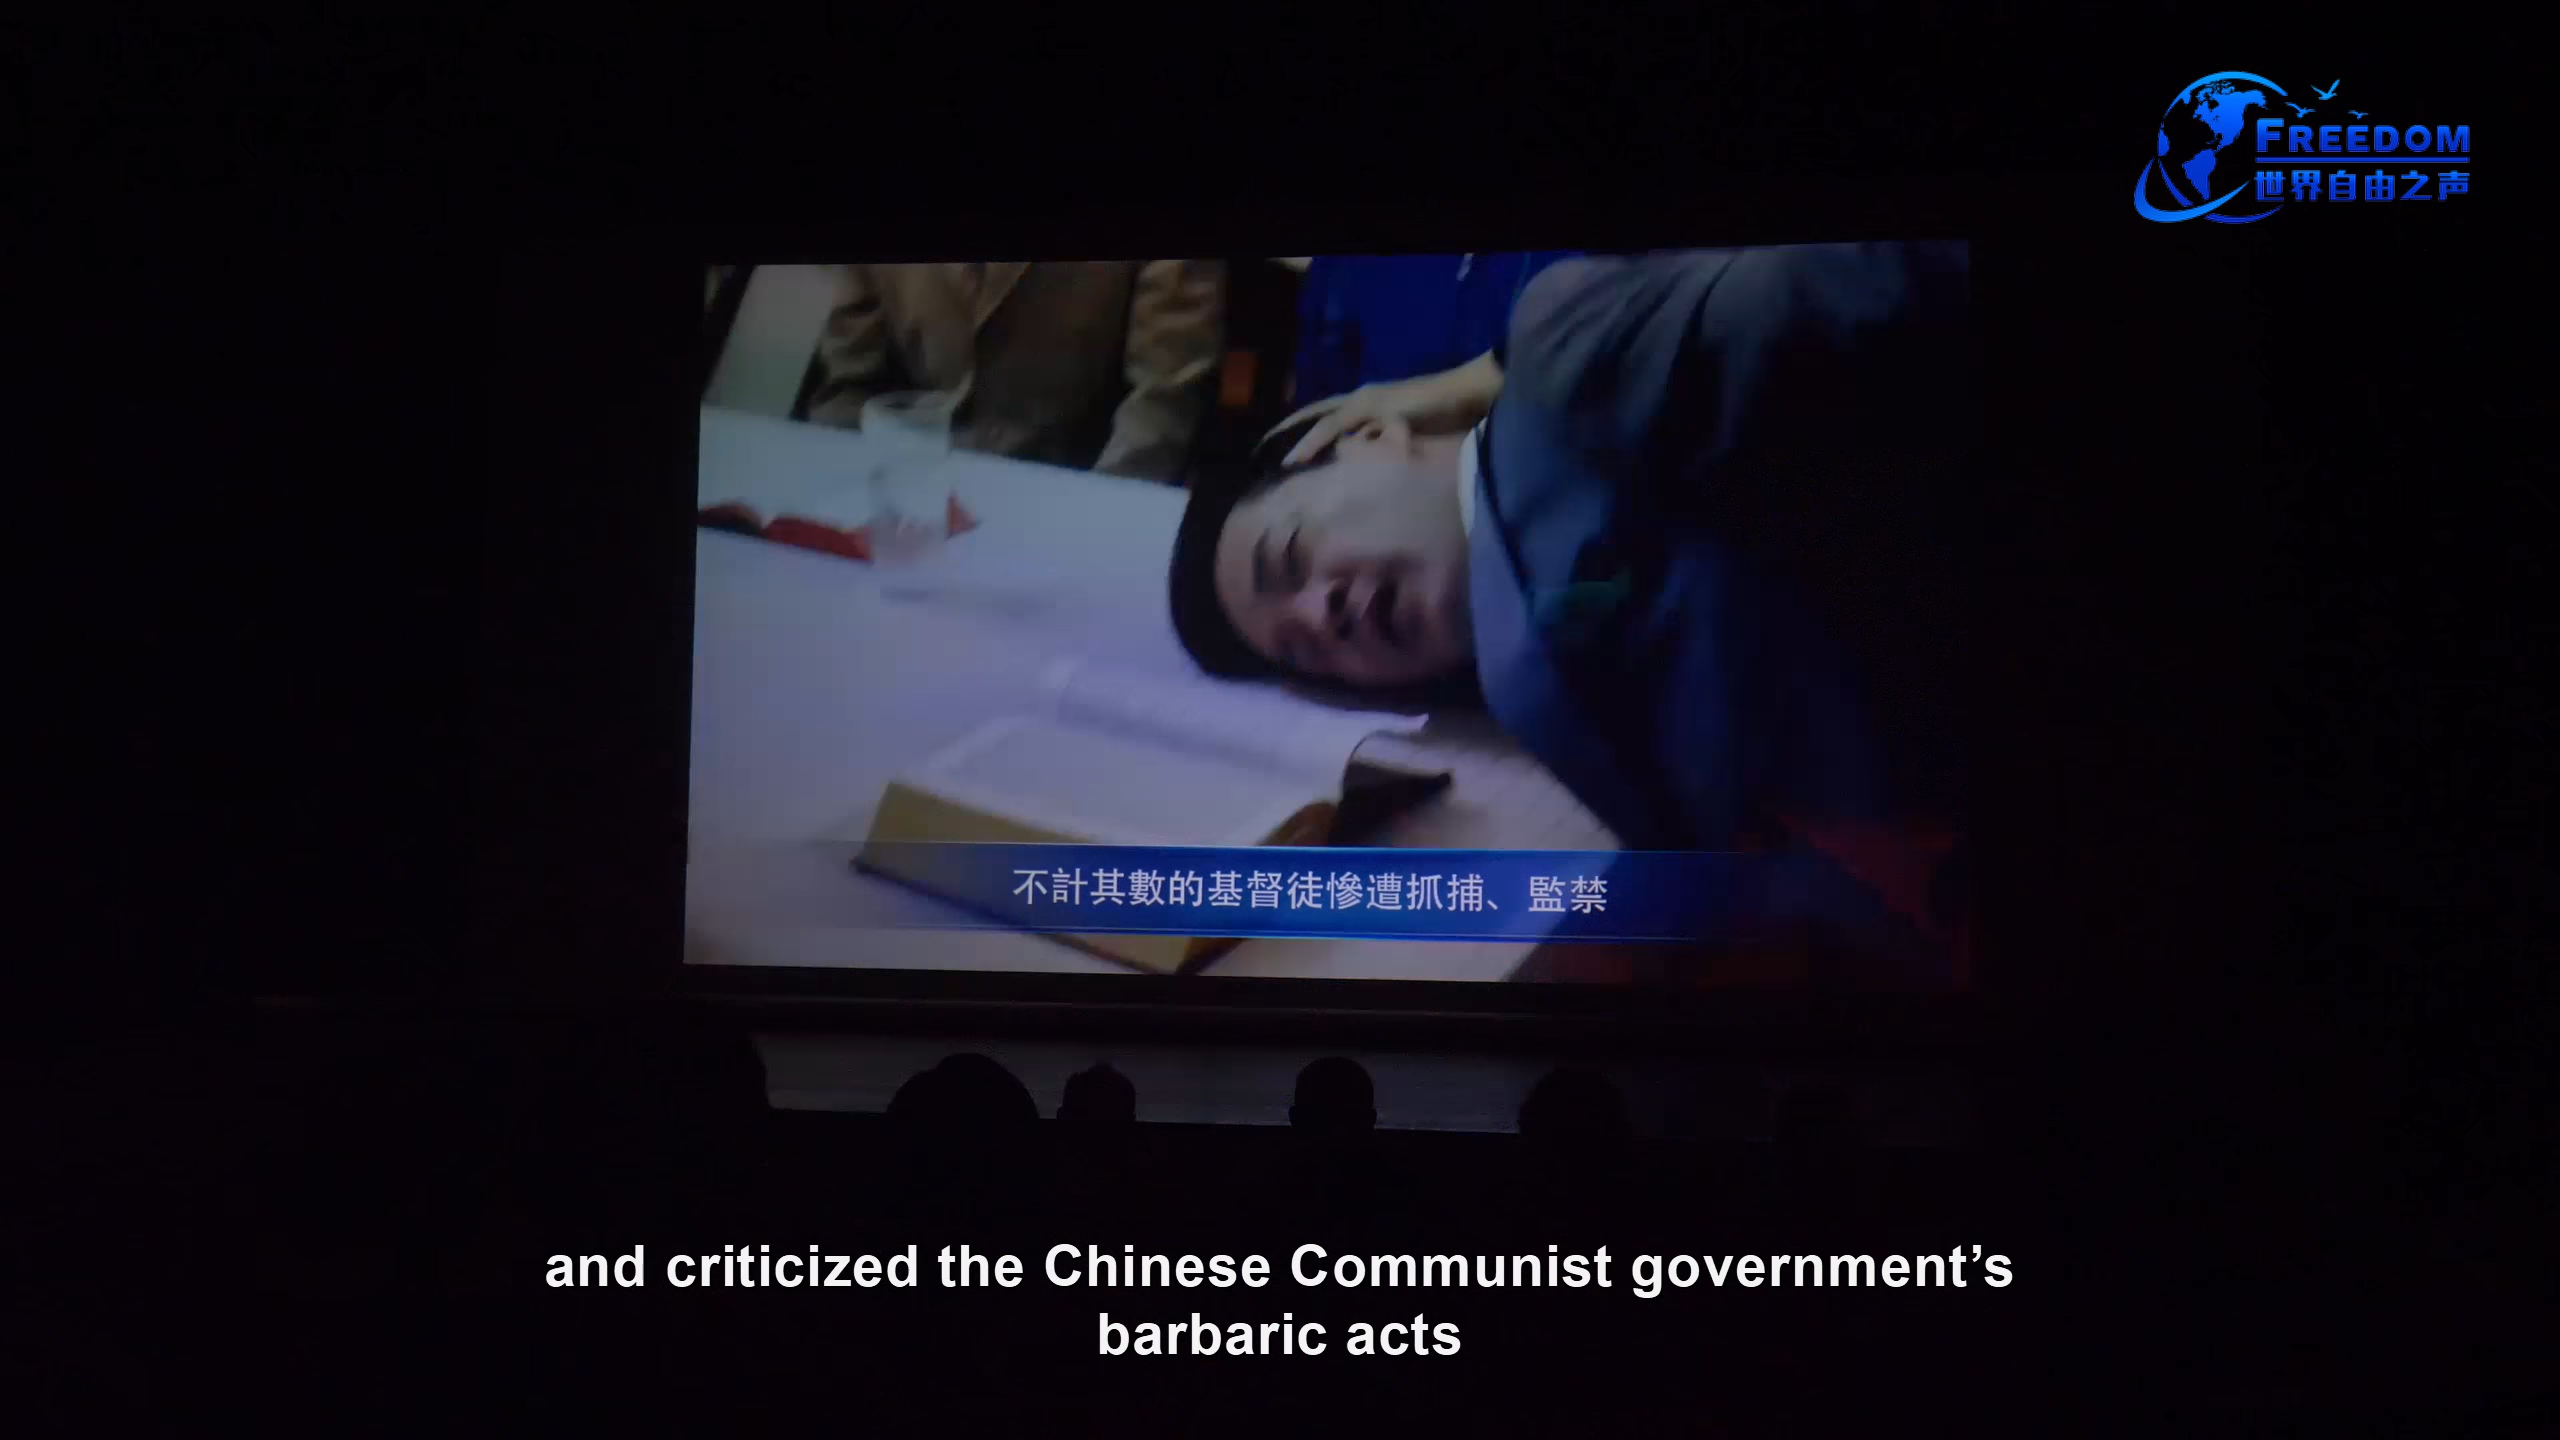 FREEDOM
世界自由之声
不計其數的基督徒慘遭抓捕、監禁
and criticized the Chinese Communist government’s
barbaric acts